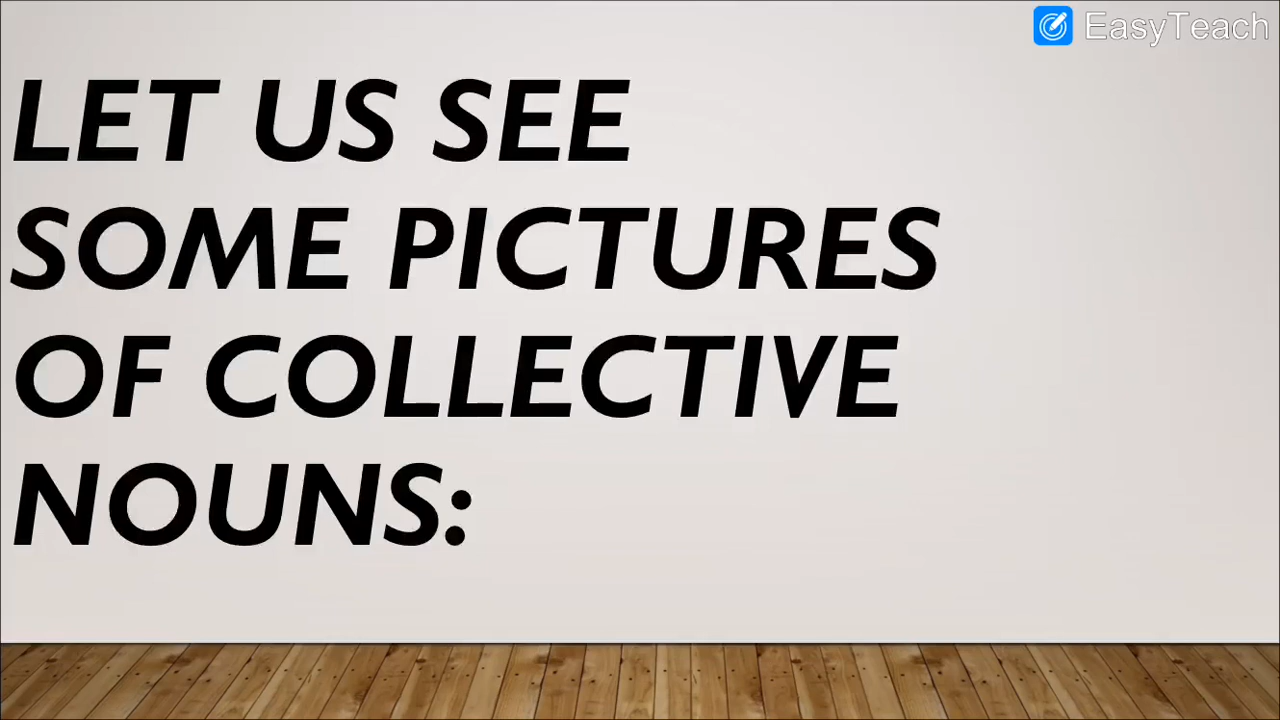 EasyTeach
LET US SEE
SOME PICTURES
OF COLLECTIVE
NOUNS: